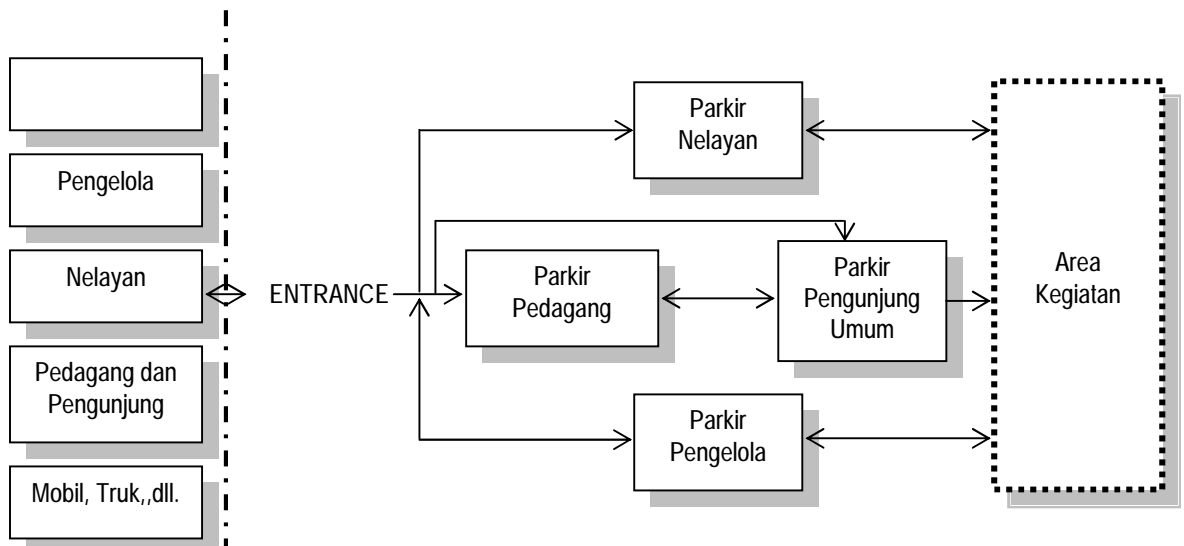 Pengelola
Nelayan
Pedagang dan
Pengunjung
Mobil, Truk,,dll.
ENTRANCE
Parkir
Nelayan
Parkir
Pedagang
Parkir
Pengunjung
Umum
Parkir
Pengelola
Area
Kegiatan